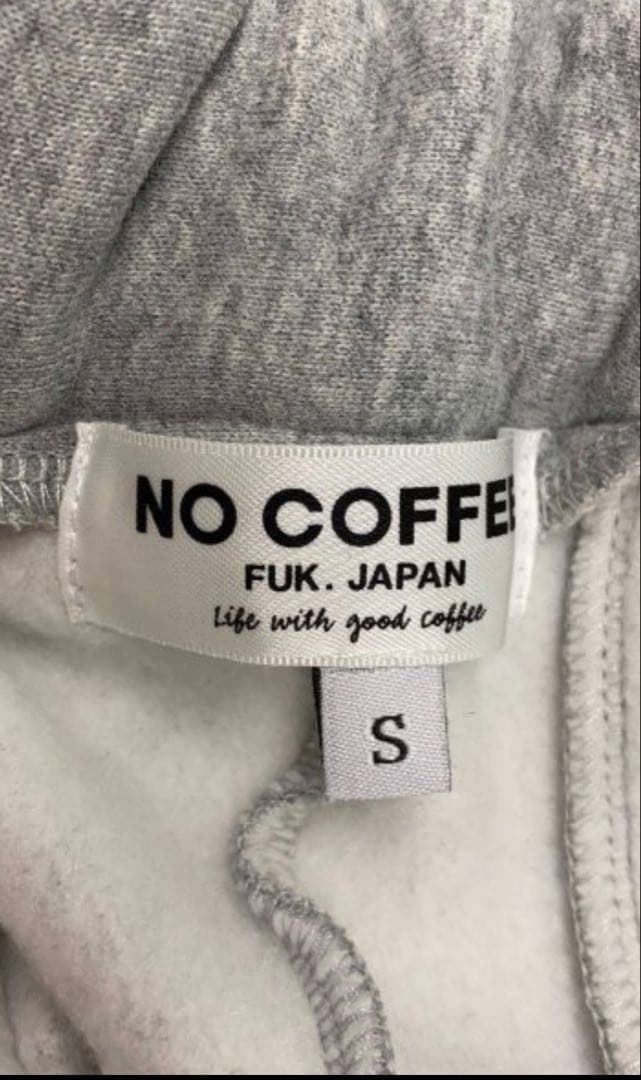 NO COFFEE
FUK. JAPAN
Life with good coffee
S